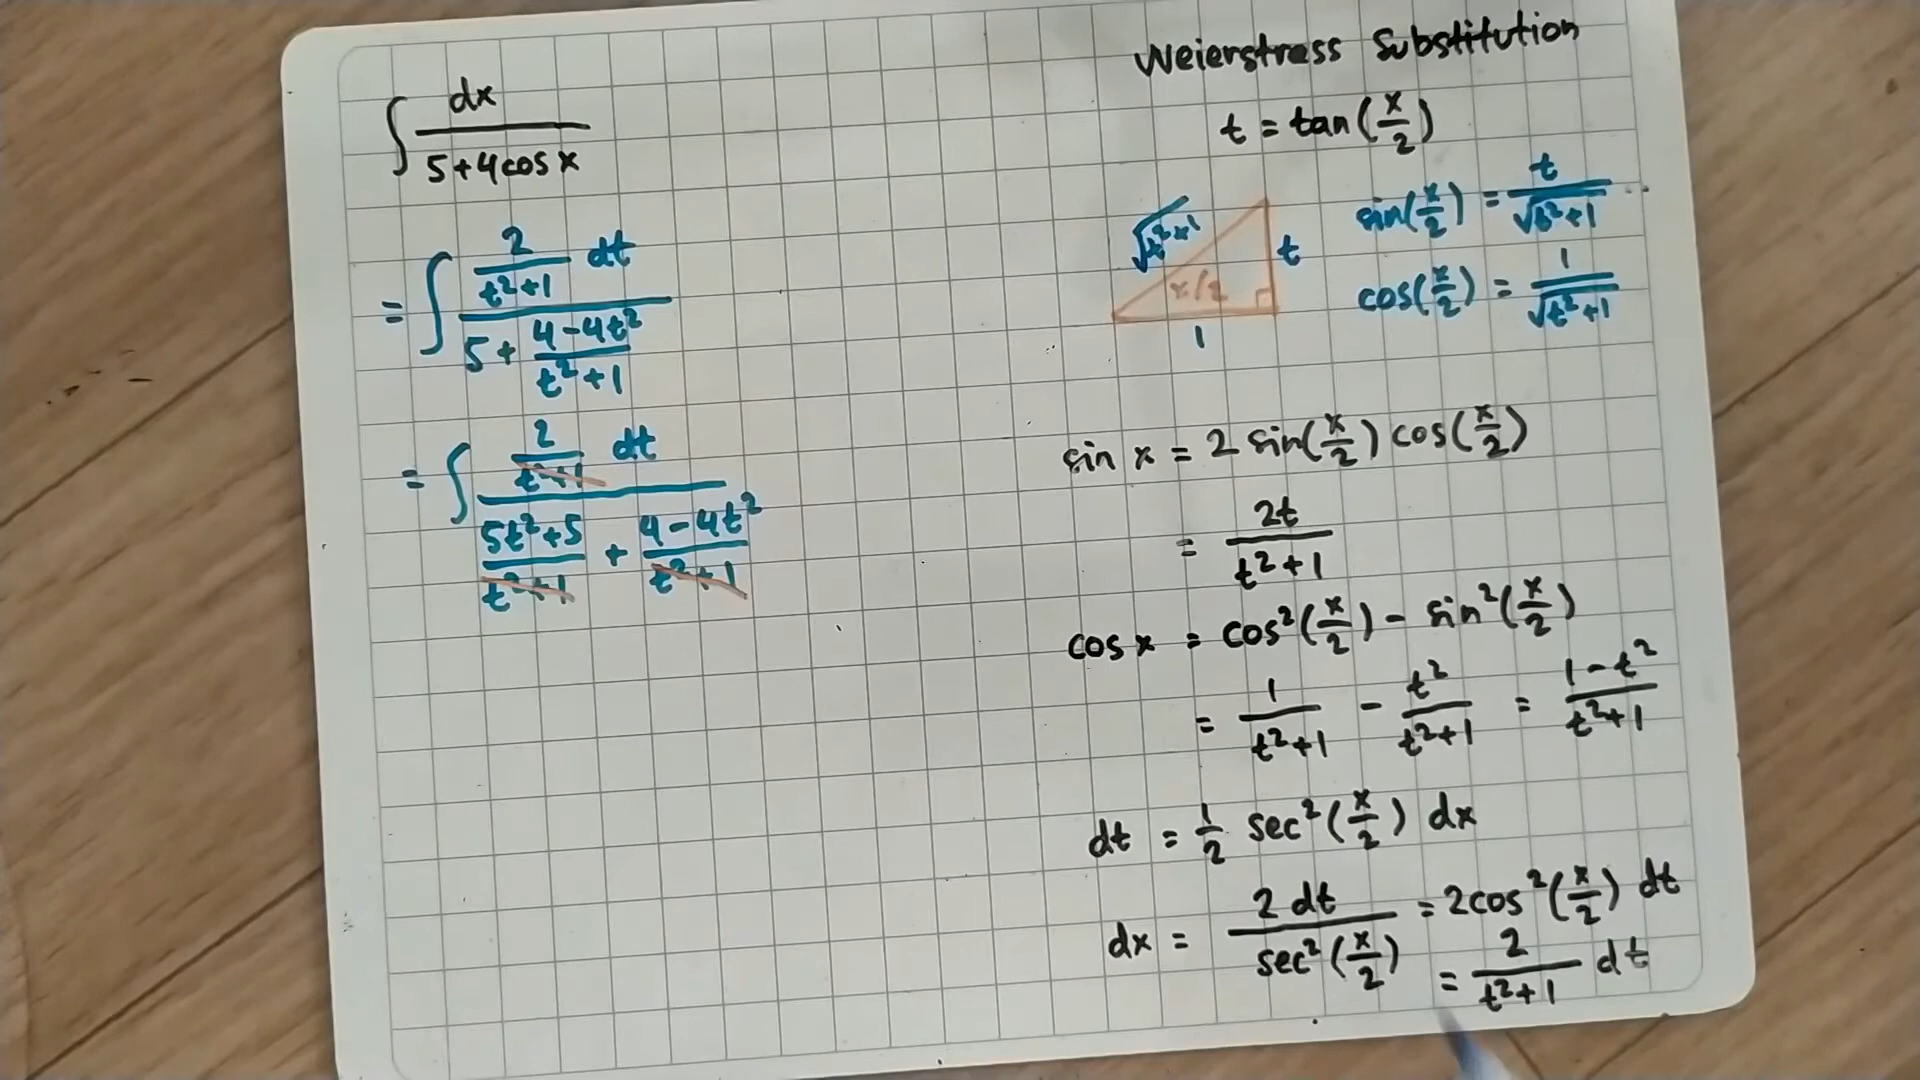 ∫ dx / (5+4cos x)
= ∫ (2/(t²+1) dt) / (5 + (4-4t²)/(t²+1))
= ∫ (2/(t²+1) dt) / ((5t²+5)/(t²+1) + (4-4t²)/(t²+1))
Weierstrass Substitution
t = tan(x/2)
sin(x/2) = t/√(t²+1)
cos(x/2) = 1/√(t²+1)
√(t²+1)
t
x/2
1
sin x = 2 sin(x/2) cos(x/2)
= 2t/(t²+1)
cos x = cos²(x/2) - sin²(x/2)
= 1/(t²+1) - t²/(t²+1) = (1-t²)/(t²+1)
dt = 1/2 sec²(x/2) dx
dx = 2 dt / sec²(x/2) = 2cos²(x/2) dt
= 2/(t²+1) dt